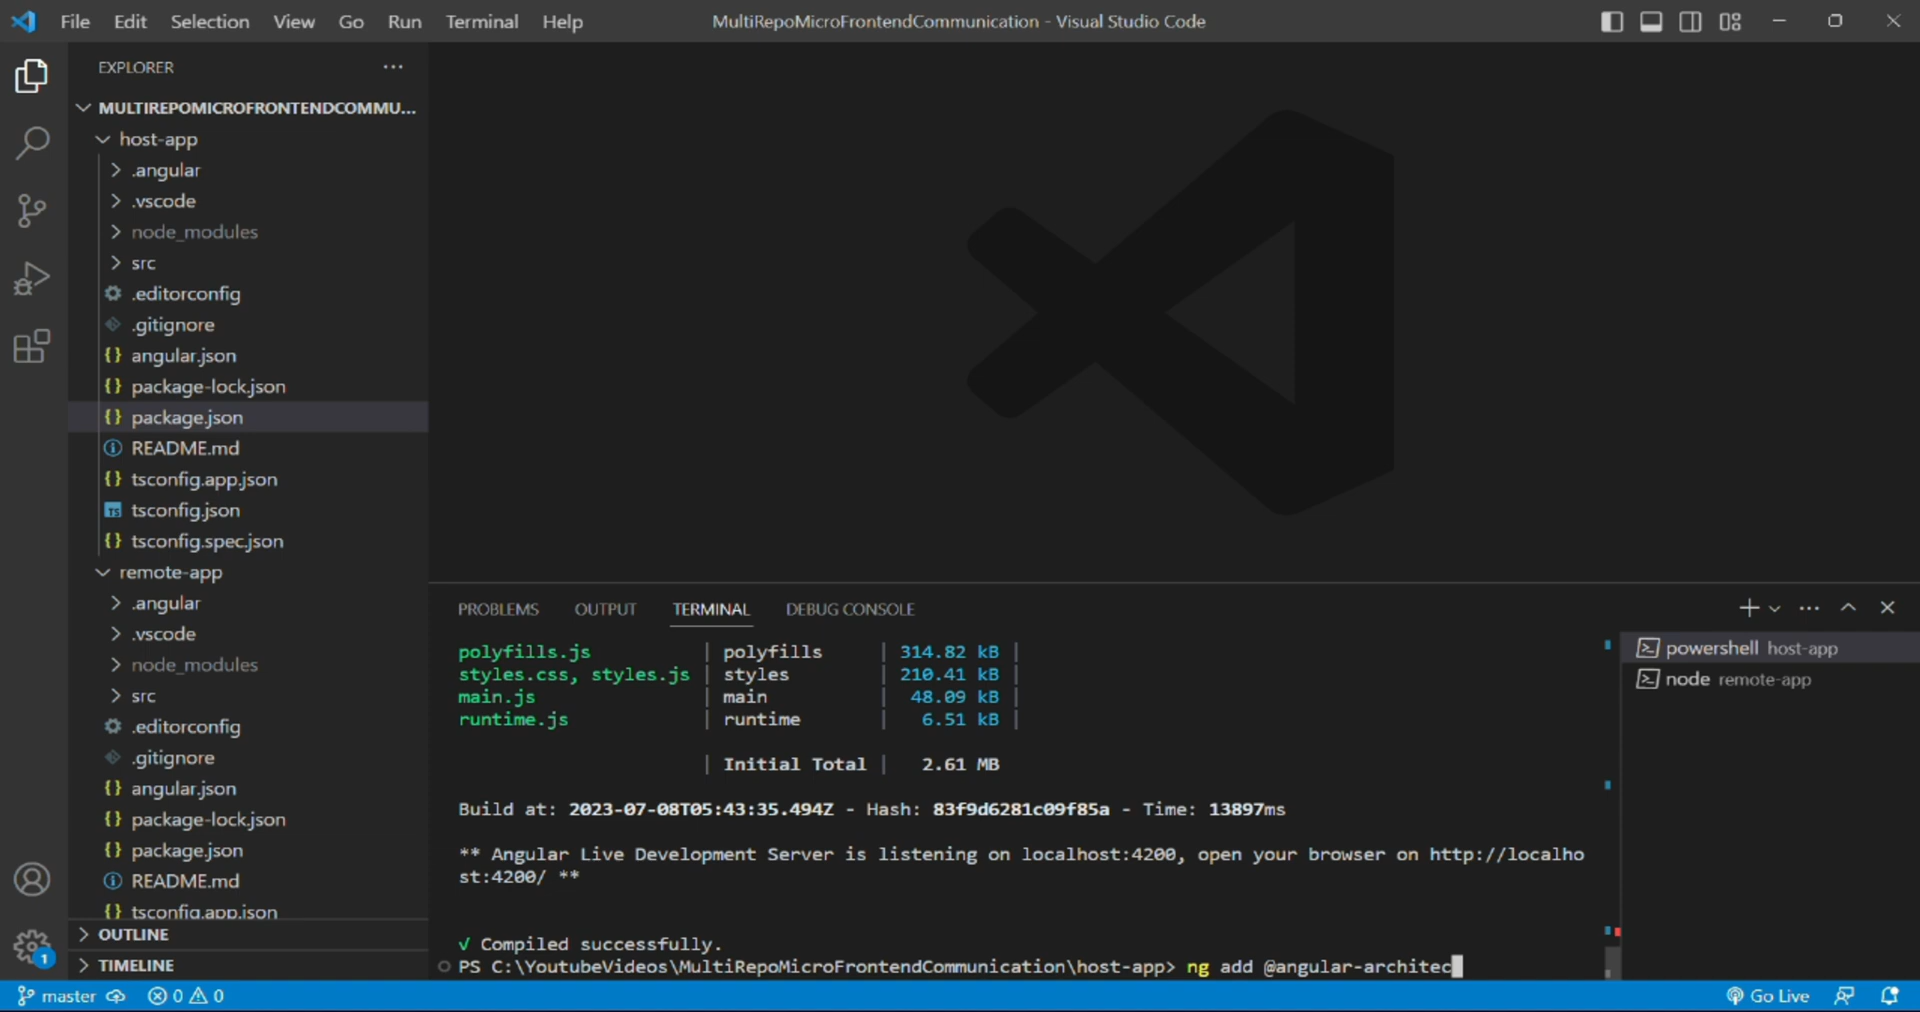 File Edit Selection View Go Run Terminal Help
MultiRepoMicroFrontendCommunication - Visual Studio Code
EXPLORER
MULTIREPOMICROFRONTENDCOMMU...
host-app
.angular
.vscode
node_modules
src
.editorconfig
.gitignore
{} angular.json
{} package-lock.json
{} package.json
README.md
{} tsconfig.app.json
TS tsconfig.json
{} tsconfig.spec.json
remote-app
.angular
.vscode
node_modules
src
.editorconfig
.gitignore
{} angular.json
{} package-lock.json
{} package.json
README.md
{} tsconfig.app.json
OUTLINE
TIMELINE
1
PROBLEMS OUTPUT TERMINAL DEBUG CONSOLE
polyfills.js | polyfills | 314.82 kB |
styles.css, styles.js | styles | 210.41 kB |
main.js | main | 48.09 kB |
runtime.js | runtime | 6.51 kB |
| Initial Total | 2.61 MB
Build at: 2023-07-08T05:43:35.494Z - Hash: 83f9d6281c09f85a - Time: 13897ms
** Angular Live Development Server is listening on localhost:4200, open your browser on http://localho
st:4200/ **
√ Compiled successfully.
PS C:\YoutubeVideos\MultiRepoMicroFrontendCommunication\host-app> ng add @angular-architec
powershell host-app
node remote-app
master 0 0
Go Live